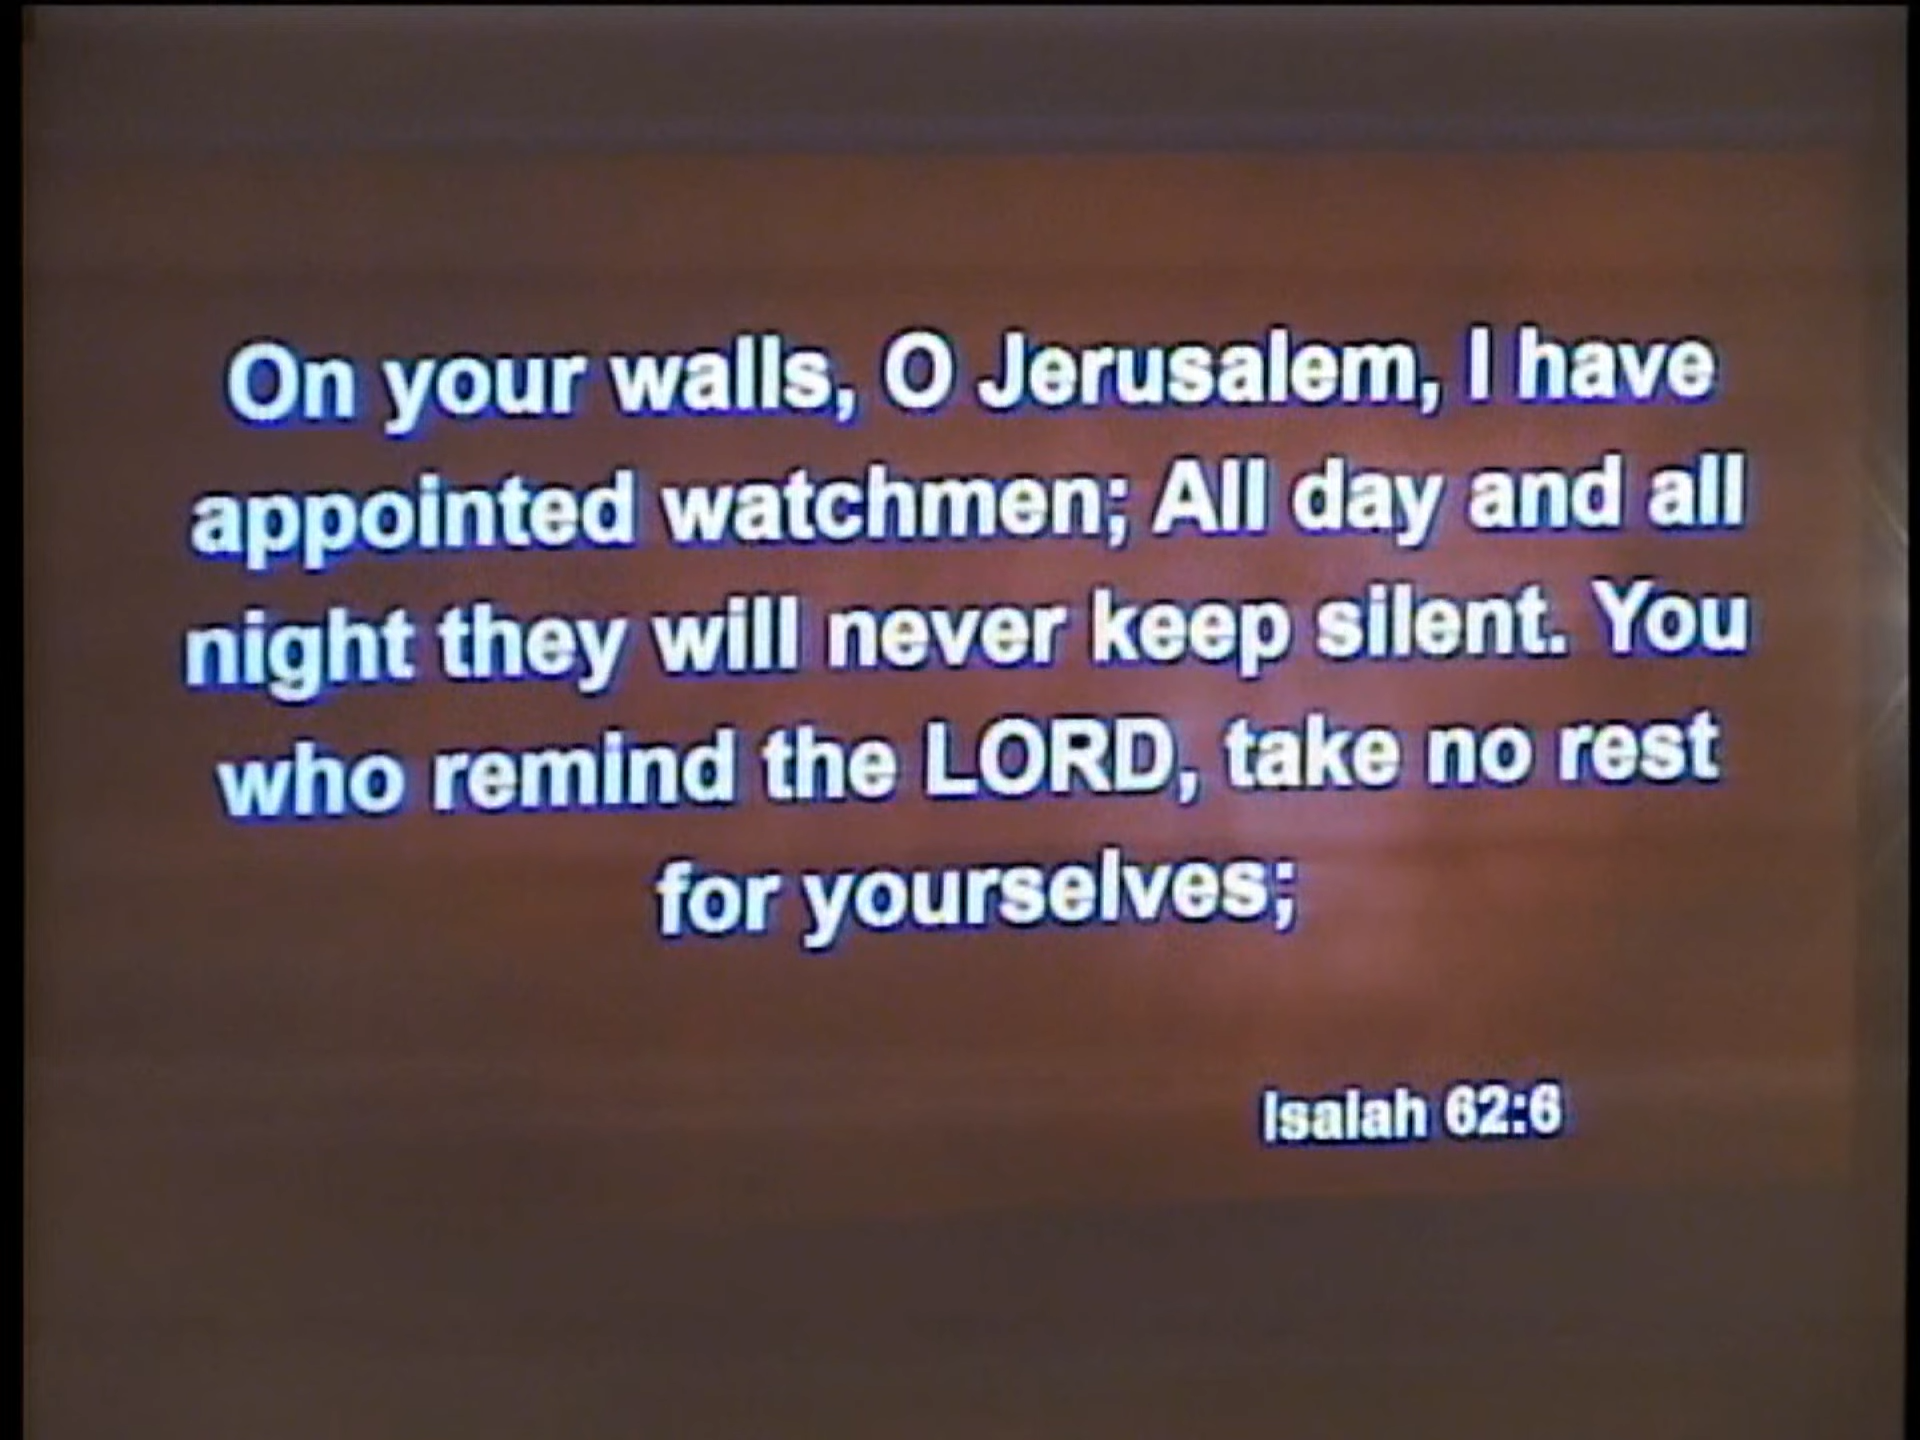 On your walls, O Jerusalem, I have
appointed watchmen; All day and all
night they will never keep silent. You
who remind the LORD, take no rest
for yourselves;
Isaiah 62:6